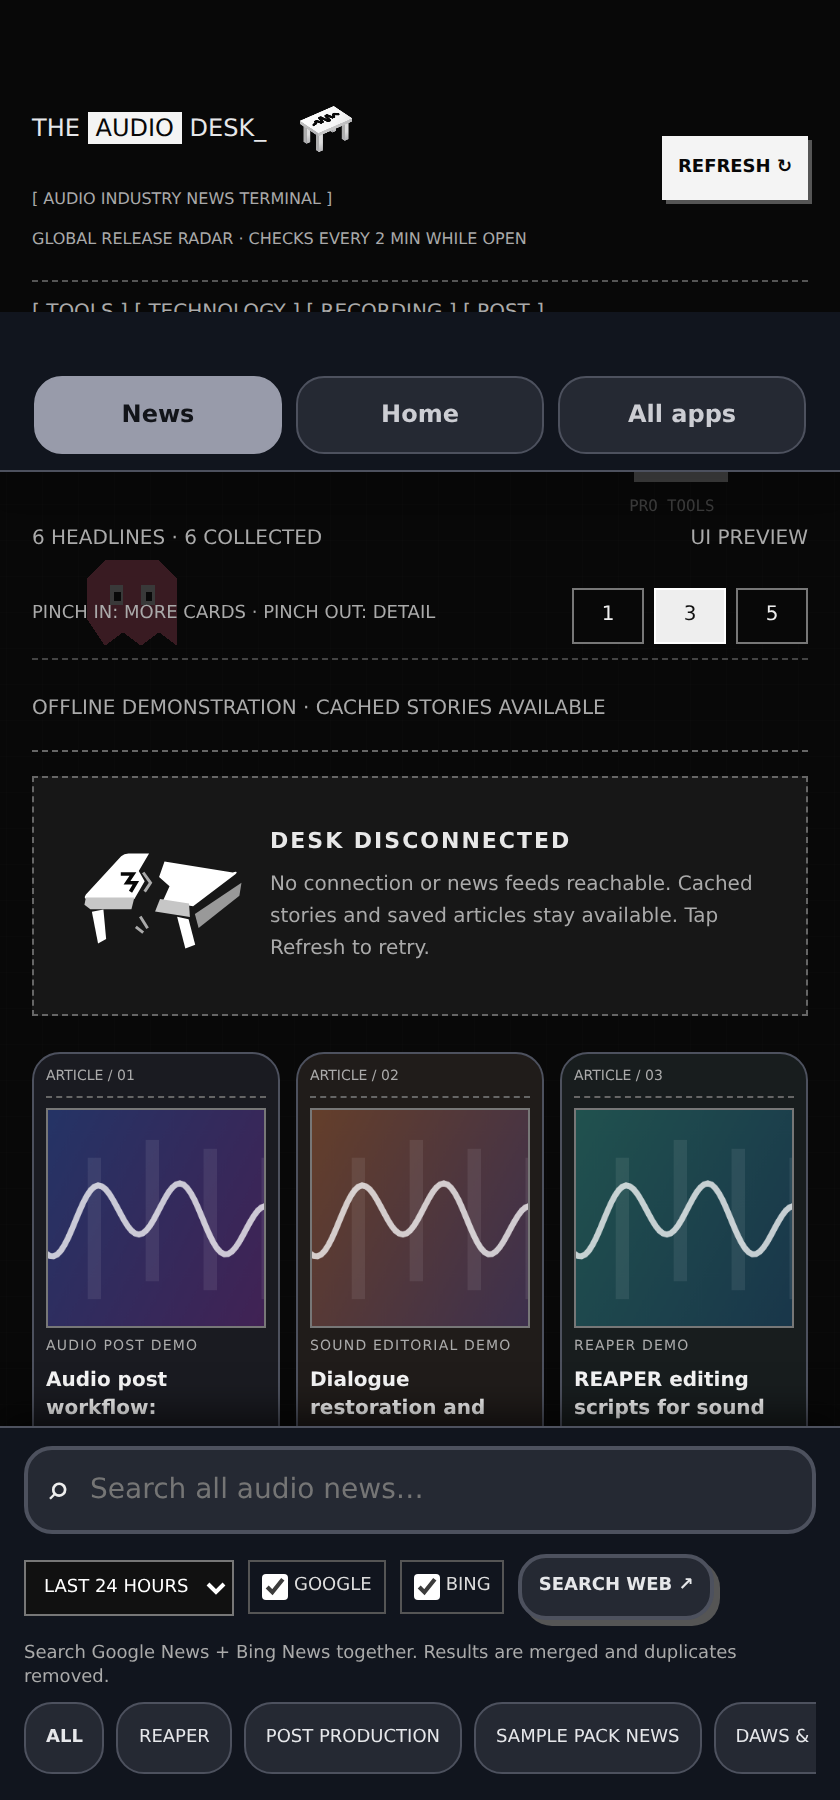 THE AUDIO DESK_
REFRESH ↻
[ AUDIO INDUSTRY NEWS TERMINAL ]
GLOBAL RELEASE RADAR · CHECKS EVERY 2 MIN WHILE OPEN
[ TOOLS ] [ TECHNOLOGY ] [ RECORDING ] [ POST ]
News
Home
All apps
PRO TOOLS
6 HEADLINES · 6 COLLECTED
UI PREVIEW
PINCH IN: MORE CARDS · PINCH OUT: DETAIL
1
3
5
OFFLINE DEMONSTRATION · CACHED STORIES AVAILABLE
DESK DISCONNECTED
No connection or news feeds reachable. Cached
stories and saved articles stay available. Tap
Refresh to retry.
ARTICLE / 01
AUDIO POST DEMO
Audio post
workflow:
ARTICLE / 02
SOUND EDITORIAL DEMO
Dialogue
restoration and
ARTICLE / 03
REAPER DEMO
REAPER editing
scripts for sound
Search all audio news...
LAST 24 HOURS
GOOGLE
BING
SEARCH WEB ↗
Search Google News + Bing News together. Results are merged and duplicates
removed.
ALL
REAPER
POST PRODUCTION
SAMPLE PACK NEWS
DAWS &